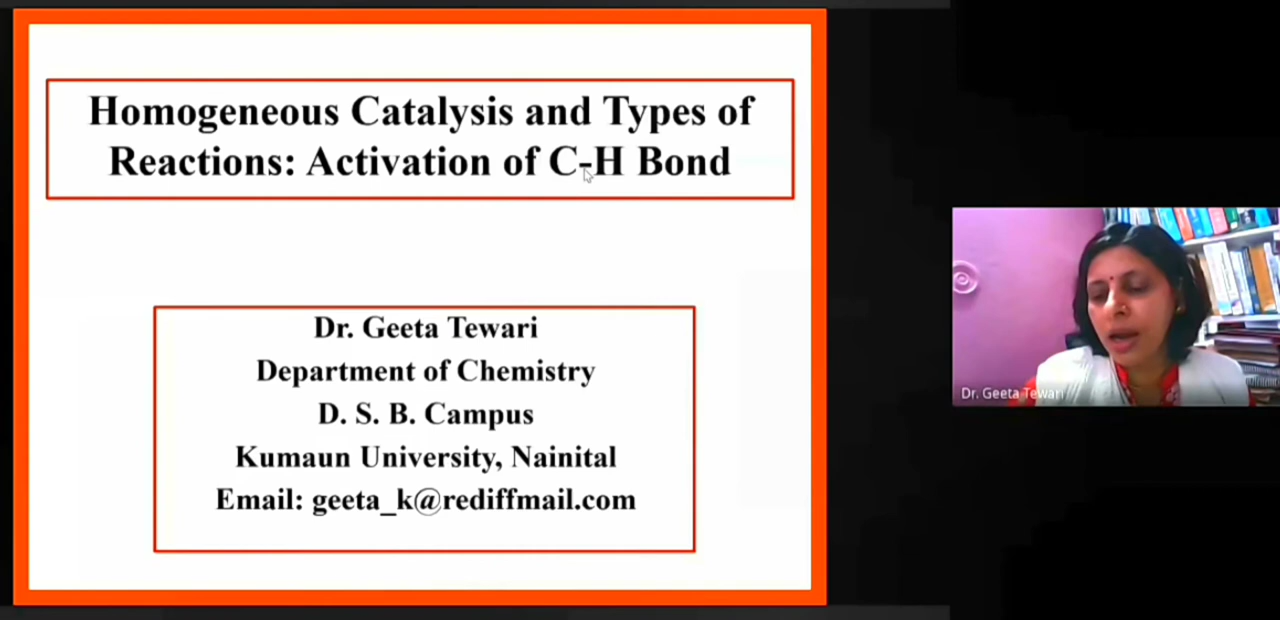 Homogeneous Catalysis and Types of
Reactions: Activation of C-H Bond
Dr. Geeta Tewari
Department of Chemistry
D. S. B. Campus
Kumaun University, Nainital
Email: geeta_k@rediffmail.com
Dr. Geeta Tewari